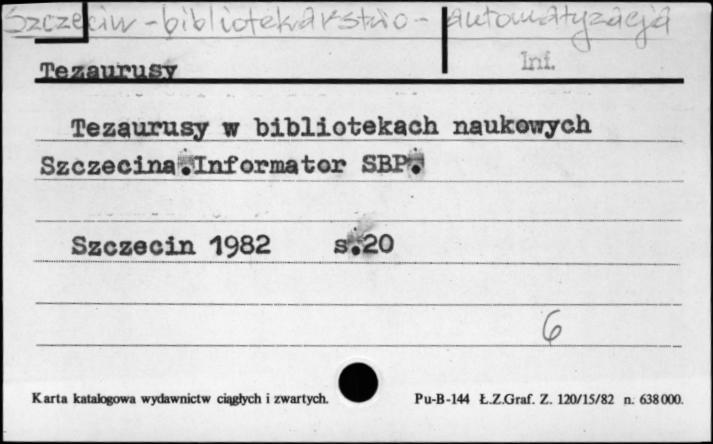 Szczecin - bibliotekarstwo - automatyzacja
Tezaurusy
Inf.
Tezaurusy w bibliotekach naukowych
Szczecina.Informator SBP.
Szczecin 1982 s.20
6
Karta katalogowa wydawnictw ciągłych i zwartych. Pu-B-144 Ł.Z.Graf. Z. 120/15/82 n. 638000.